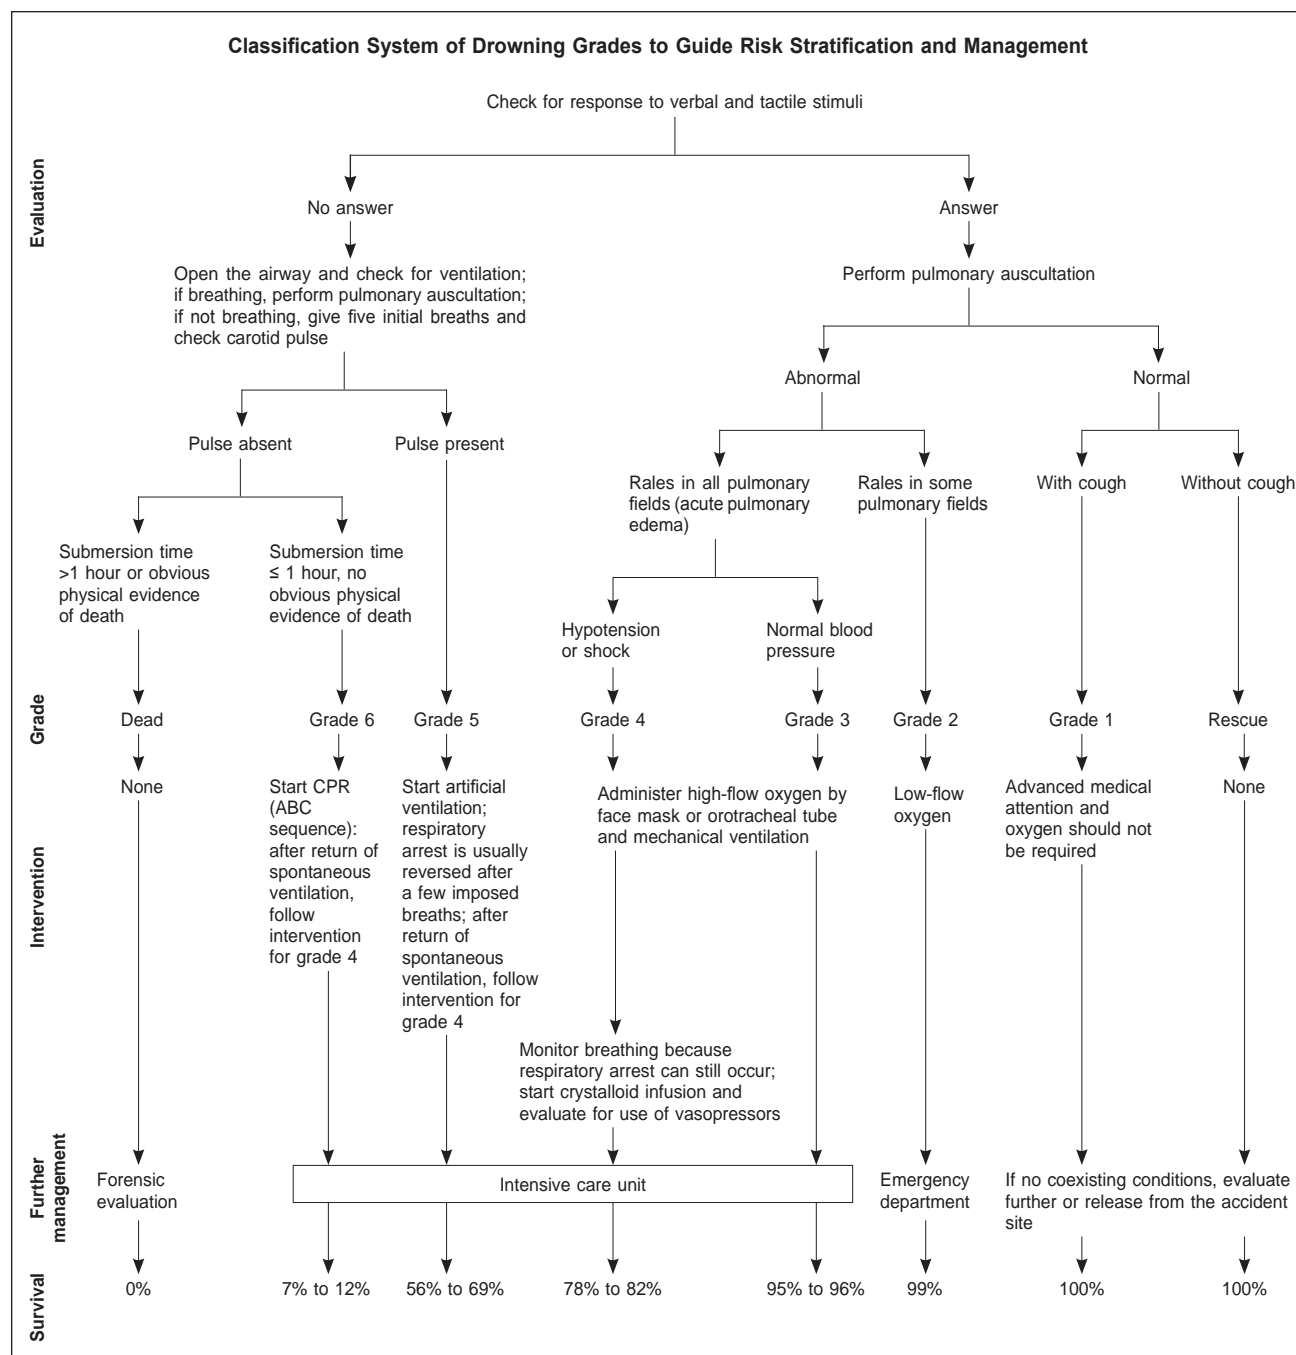 Classification System of Drowning Grades to Guide Risk Stratification and Management
Evaluation
Check for response to verbal and tactile stimuli
No answer
Answer
Open the airway and check for ventilation;
if breathing, perform pulmonary auscultation;
if not breathing, give five initial breaths and
check carotid pulse
Perform pulmonary auscultation
Abnormal
Normal
Pulse absent
Pulse present
Rales in all pulmonary
fields (acute pulmonary
edema)
Rales in some
pulmonary fields
With cough
Without cough
Submersion time
>1 hour or obvious
physical evidence
of death
Submersion time
≤ 1 hour, no
obvious physical
evidence of death
Hypotension
or shock
Normal blood
pressure
Grade
Dead
Grade 6
Grade 5
Grade 4
Grade 3
Grade 2
Grade 1
Rescue
Intervention
None
Start CPR
(ABC
sequence):
after return of
spontaneous
ventilation,
follow
intervention
for grade 4
Start artificial
ventilation;
respiratory
arrest is usually
reversed after
a few imposed
breaths; after
return of
spontaneous
ventilation, follow
intervention for
grade 4
Administer high-flow oxygen by
face mask or orotracheal tube
and mechanical ventilation
Low-flow
oxygen
Advanced medical
attention and
oxygen should not
be required
None
Monitor breathing because
respiratory arrest can still occur;
start crystalloid infusion and
evaluate for use of vasopressors
Further
management
Forensic
evaluation
Intensive care unit
Emergency
department
If no coexisting conditions, evaluate
further or release from the accident
site
Survival
0%
7% to 12%
56% to 69%
78% to 82%
95% to 96%
99%
100%
100%